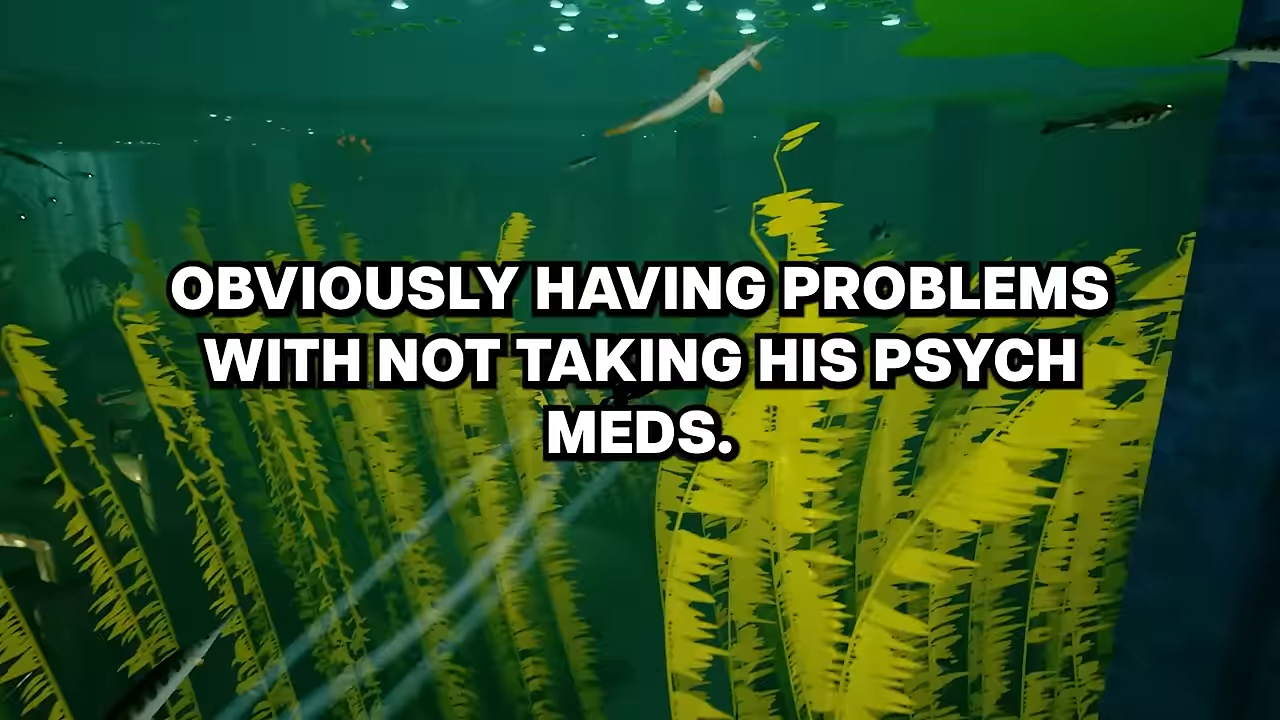 OBVIOUSLY HAVING PROBLEMS
WITH NOT TAKING HIS PSYCH
MEDS.